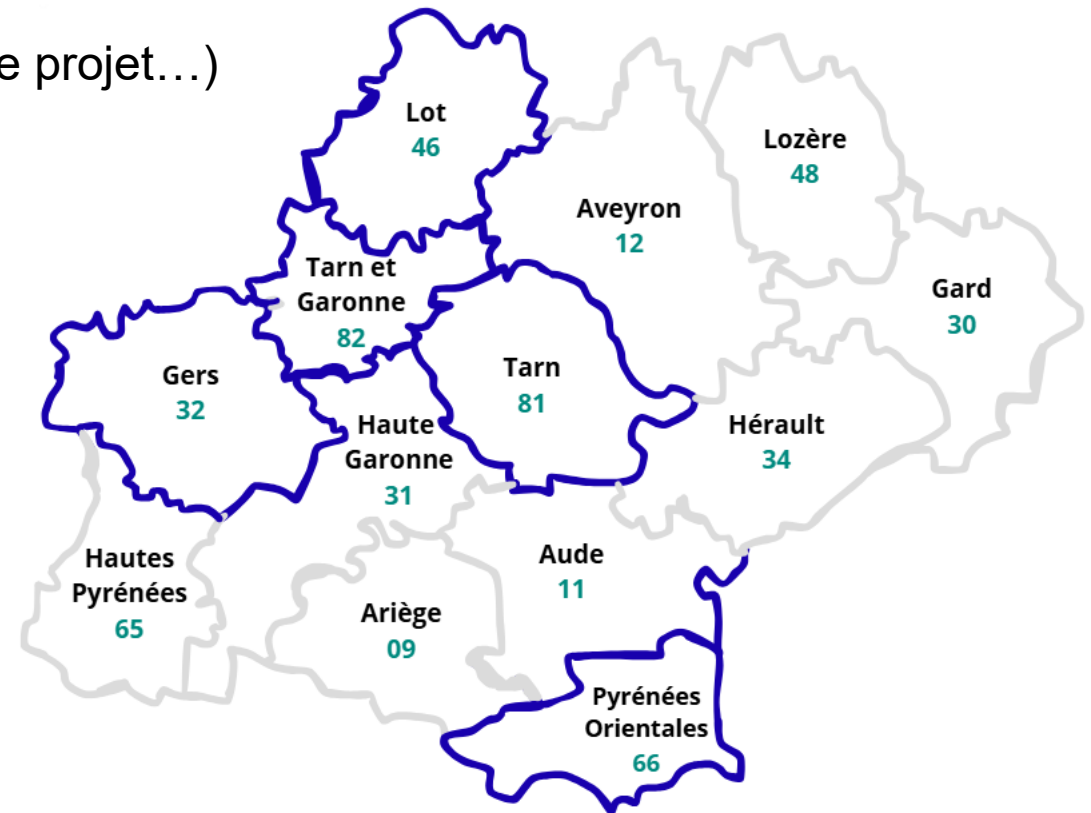 e projet…)
Lot
46
Lozère
48
Aveyron
12
Tarn et
Garonne
82
Gard
30
Gers
32
Tarn
81
Haute
Garonne
31
Hérault
34
Hautes
Pyrénées
65
Aude
11
Ariège
09
Pyrénées
Orientales
66